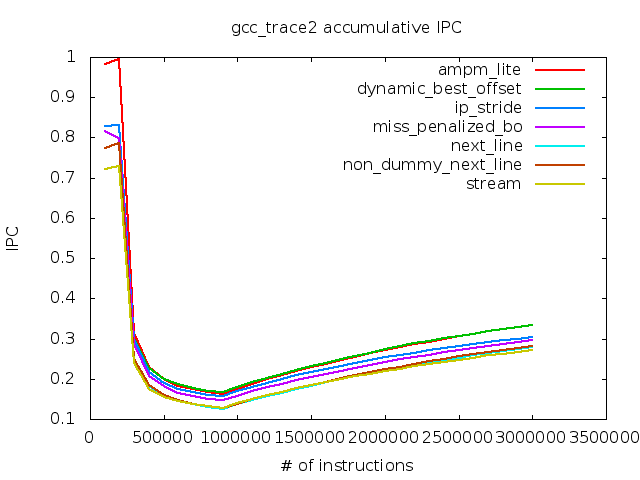 gcc_trace2 accumulative IPC
1
0.9
0.8
0.7
0.6
0.5
0.4
0.3
0.2
0.1
IPC
ampm_lite
dynamic_best_offset
ip_stride
miss_penalized_bo
next_line
non_dummy_next_line
stream
0 500000 1000000 1500000 2000000 2500000 3000000 3500000
# of instructions